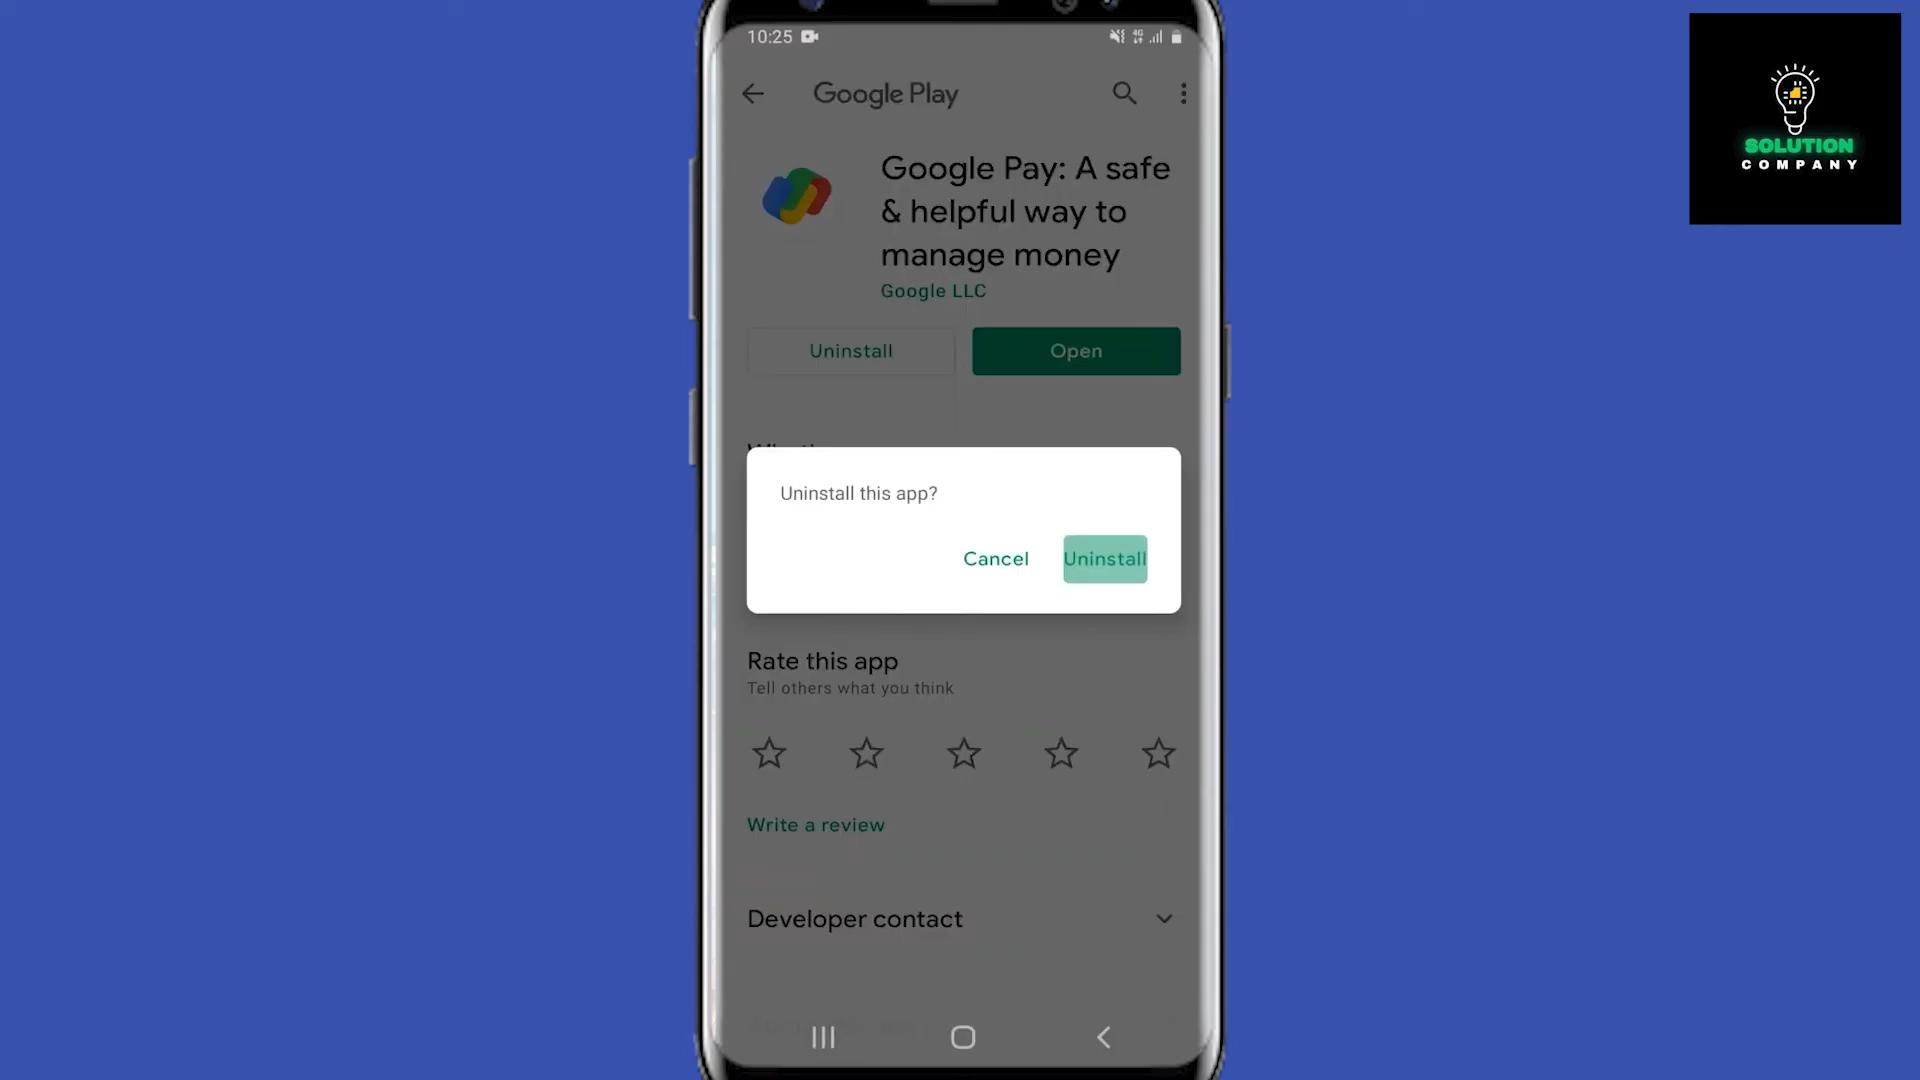 10:25
4G
Google Play
Google Pay: A safe
& helpful way to
manage money
Google LLC
Uninstall
Open
Uninstall this app?
Cancel
Uninstall
Rate this app
Tell others what you think
Write a review
Developer contact
SOLUTION
COMPANY